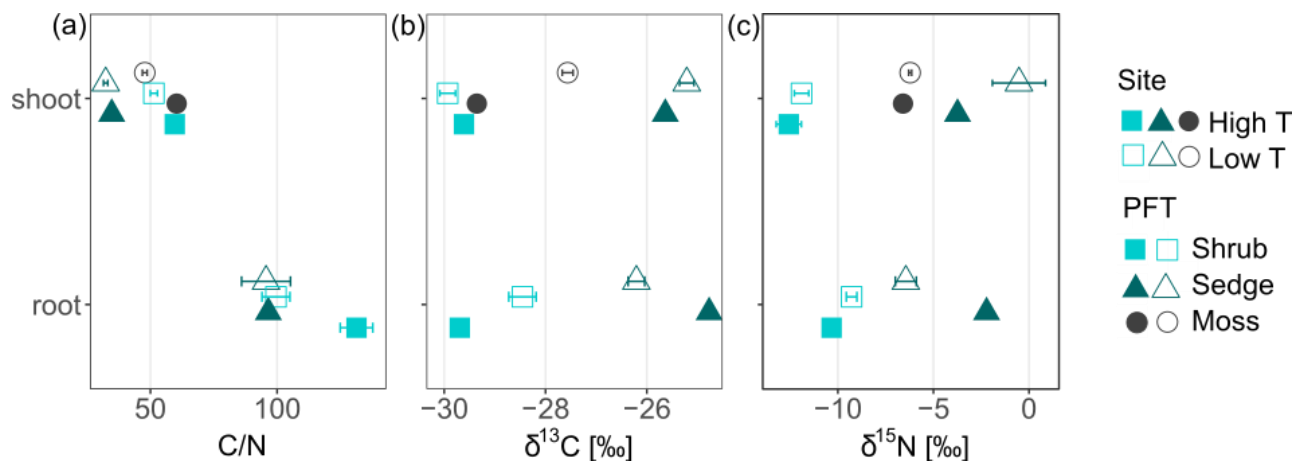 (a) (b) (c)
shoot
root
50 100
−30 −28 −26
−10 −5 0
C/N
δ¹³C [‰]
δ¹⁵N [‰]
Site
High T
Low T
PFT
Shrub
Sedge
Moss